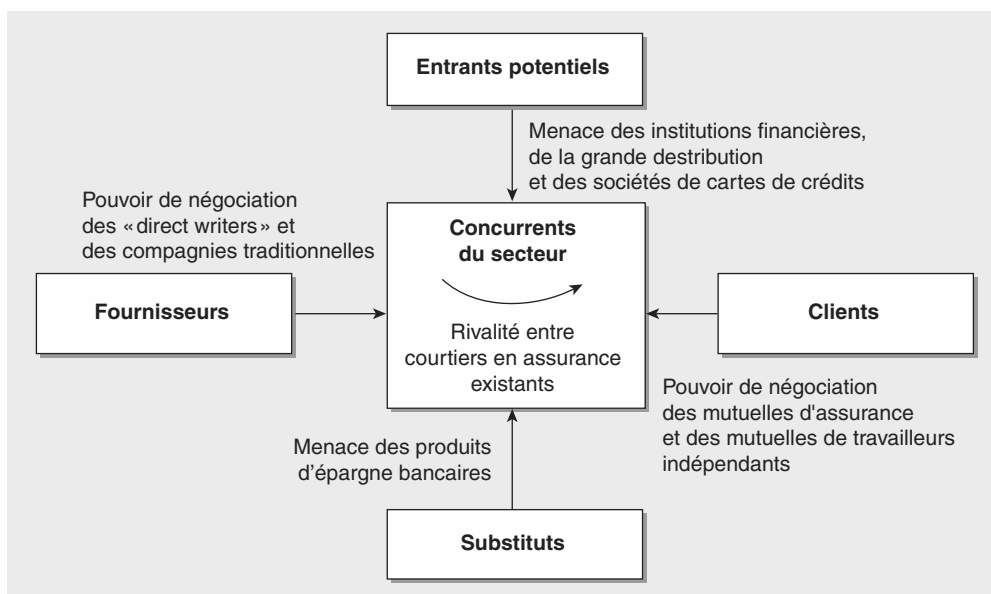 Entrants potentiels
Menace des institutions financières,
de la grande destribution
et des sociétés de cartes de crédits
Pouvoir de négociation
des «direct writers» et
des compagnies traditionnelles
Fournisseurs
Concurrents
du secteur
Rivalité entre
courtiers en assurance
existants
Clients
Pouvoir de négociation
des mutuelles d'assurance
et des mutuelles de travailleurs
indépendants
Menace des produits
d’épargne bancaires
Substituts